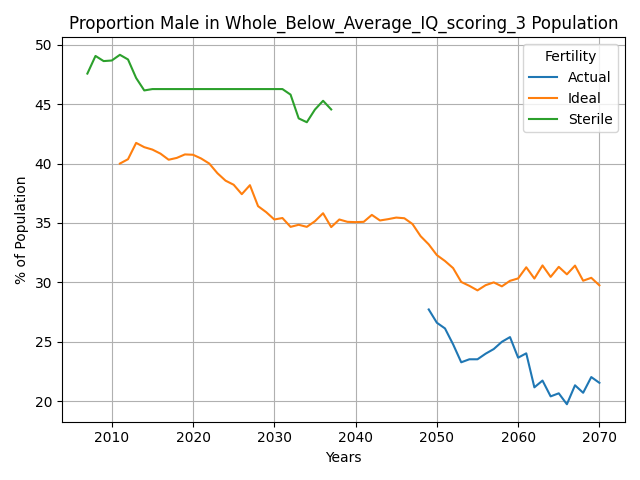 Proportion Male in Whole_Below_Average_IQ_scoring_3 Population
Fertility
Actual
Ideal
Sterile
% of Population
50
45
40
35
30
25
20
2010 2020 2030 2040 2050 2060 2070
Years